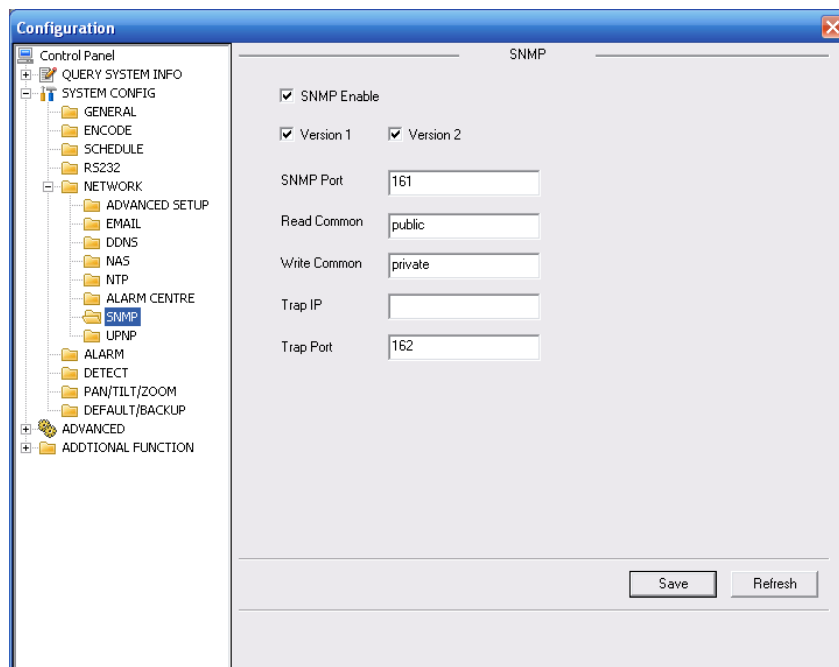 Configuration
Control Panel
QUERY SYSTEM INFO
SYSTEM CONFIG
GENERAL
ENCODE
SCHEDULE
RS232
NETWORK
ADVANCED SETUP
EMAIL
DDNS
NAS
NTP
ALARM CENTRE
SNMP
UPNP
ALARM
DETECT
PAN/TILT/ZOOM
DEFAULT/BACKUP
ADVANCED
ADDTIONAL FUNCTION
SNMP
SNMP Enable
Version 1 Version 2
SNMP Port 161
Read Common public
Write Common private
Trap IP
Trap Port 162
Save Refresh